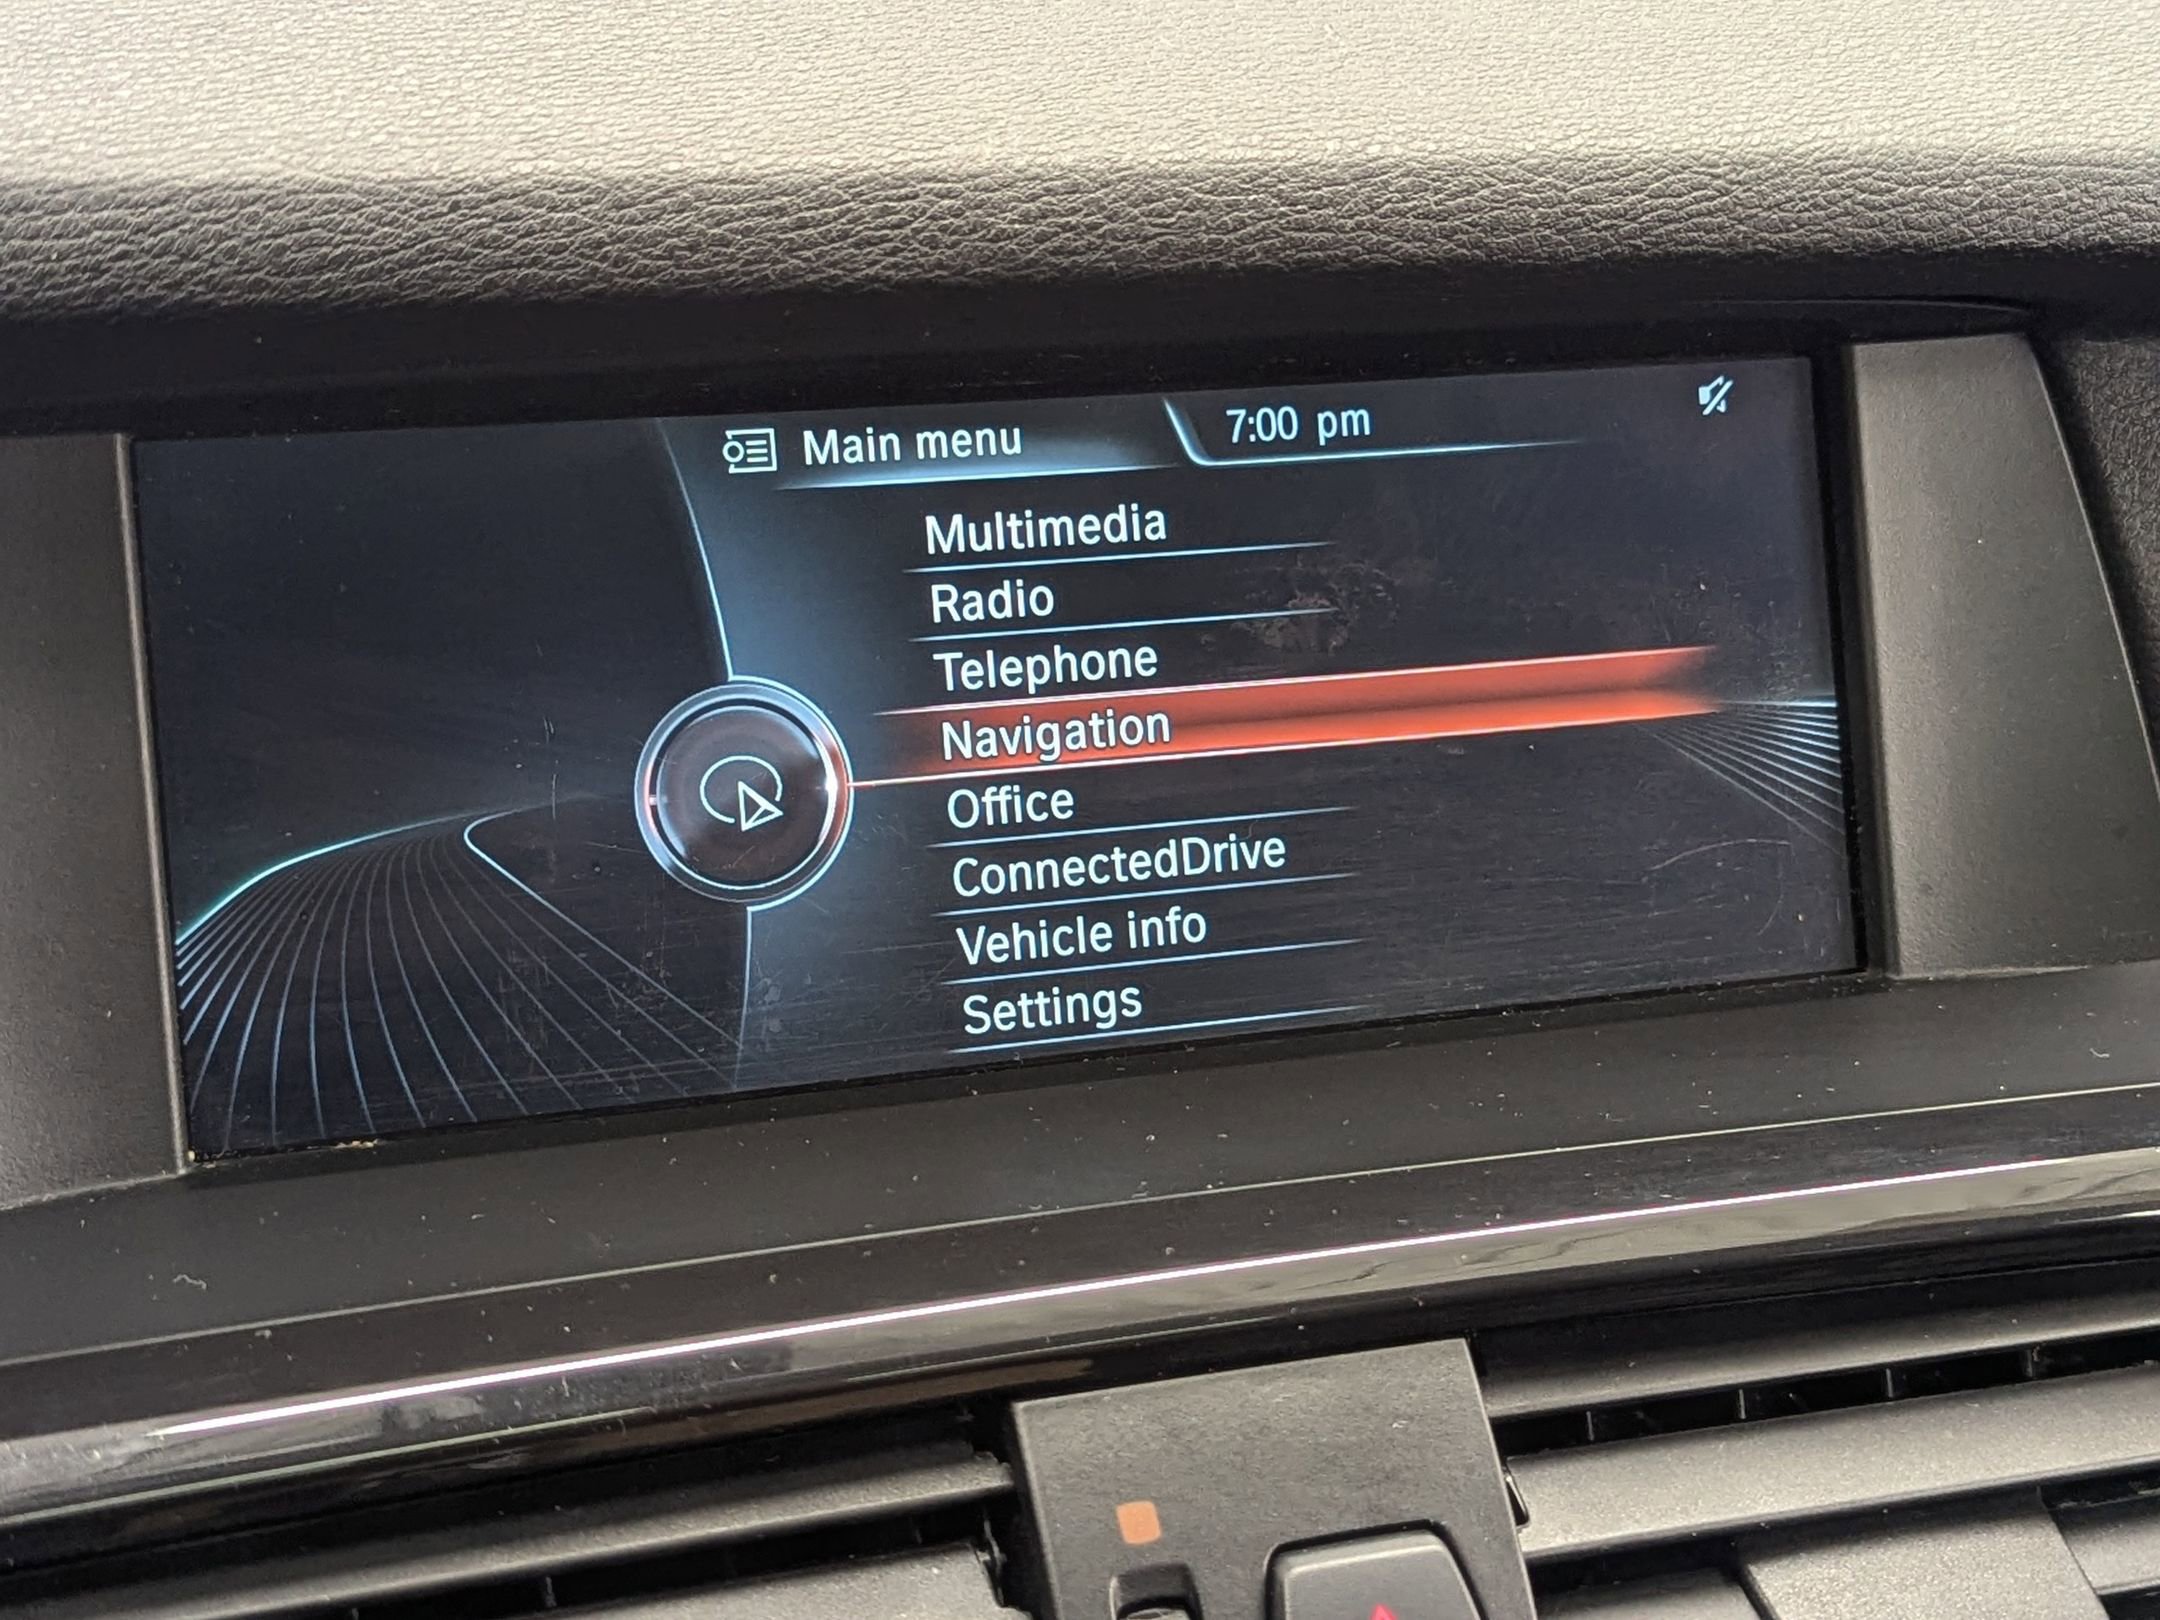 Main menu
7:00 pm
Multimedia
Radio
Telephone
Navigation
Office
ConnectedDrive
Vehicle info
Settings